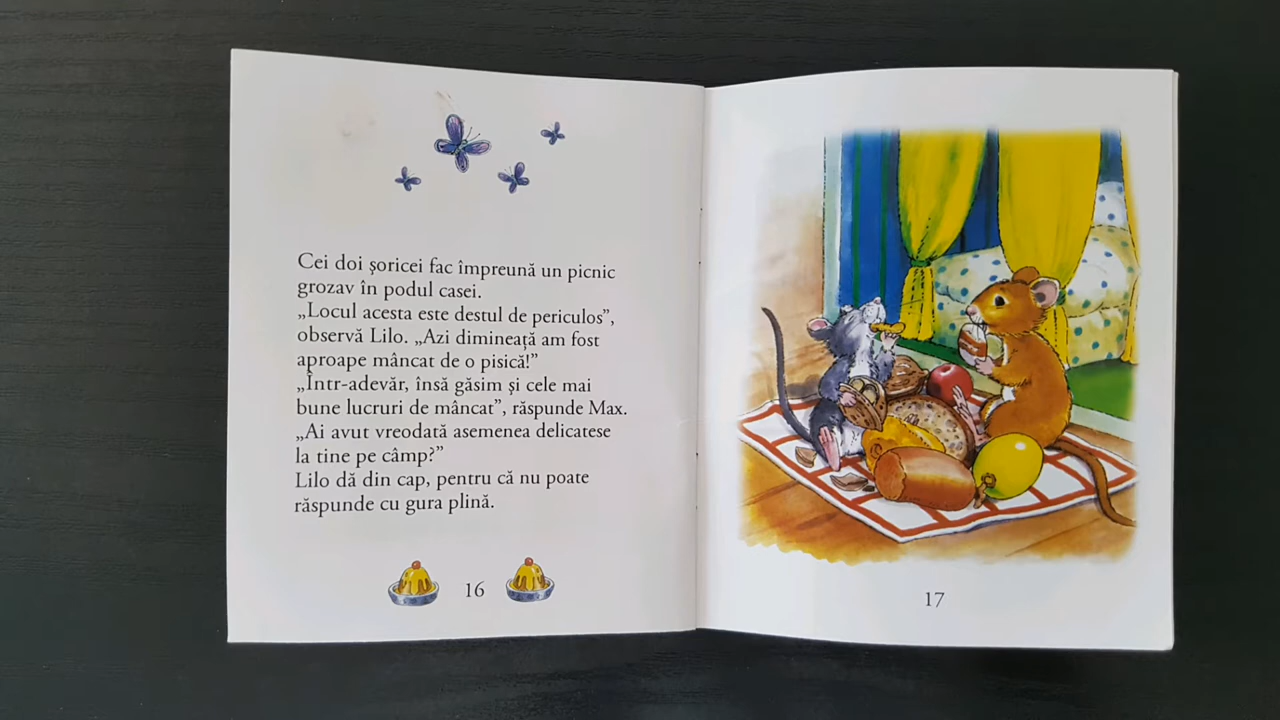 Cei doi şoricei fac împreună un picnic
grozav în podul casei.
„Locul acesta este destul de periculos”,
observă Lilo. „Azi dimineaţă am fost
aproape mâncat de o pisică!”
„Într-adevăr, însă găsim şi cele mai
bune lucruri de mâncat”, răspunde Max.
„Ai avut vreodată asemenea delicatese
la tine pe câmp?”
Lilo dă din cap, pentru că nu poate
răspunde cu gura plină.
16
17